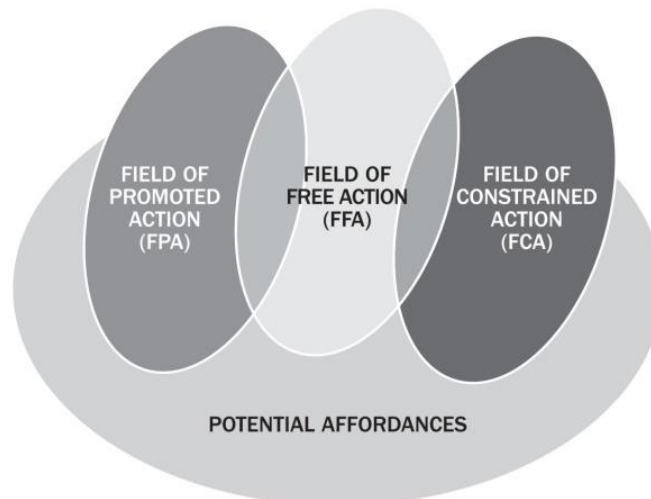 FIELD OF
PROMOTED
ACTION
(FPA)
FIELD OF
FREE ACTION
(FFA)
FIELD OF
CONSTRAINED
ACTION
(FCA)
POTENTIAL AFFORDANCES